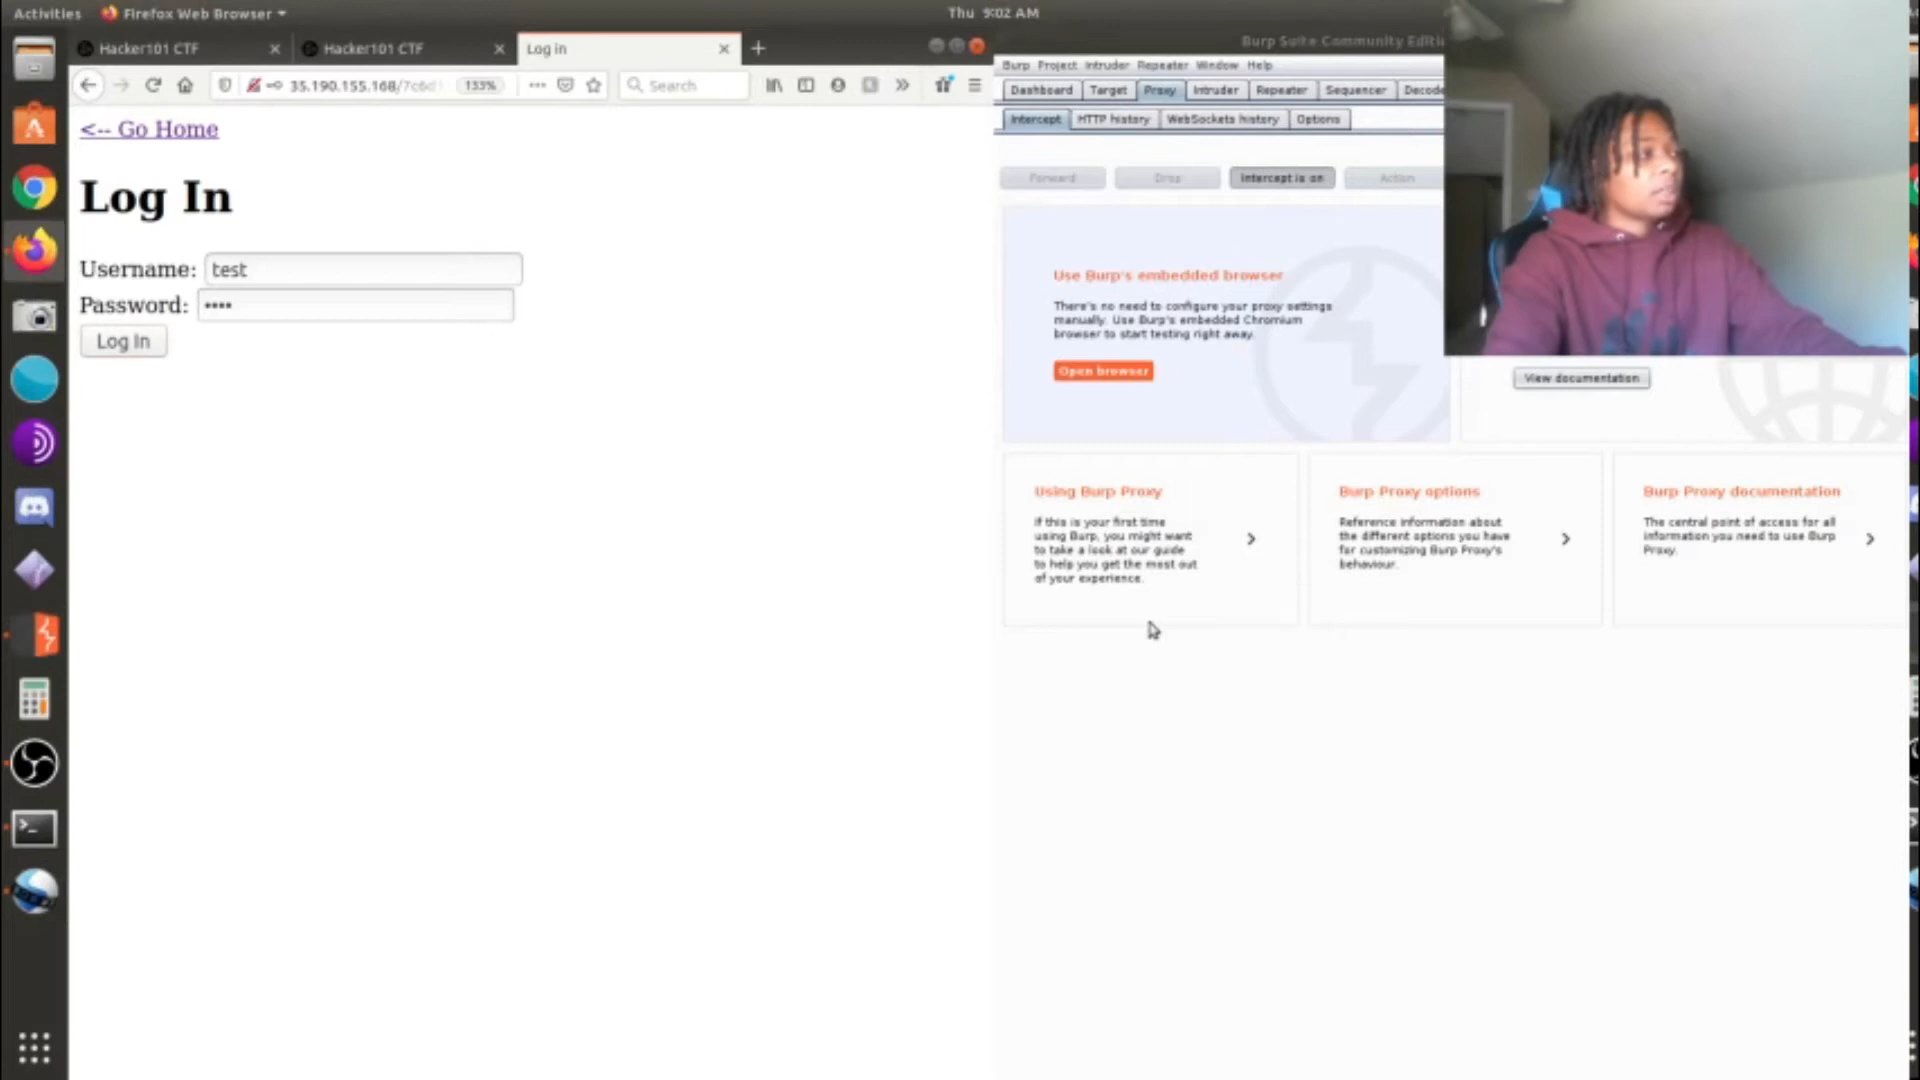 Activities
Firefox Web Browser
Thu 9:02 AM
Hacker101 CTF
Hacker101 CTF
Log in
35.190.155.168/7c6d
133%
Search
<-- Go Home
Log In
Username: test
Password: ••••
Log In
Burp Suite Community Editi
Burp Project Intruder Repeater Window Help
Dashboard Target Proxy Intruder Repeater Sequencer Decode
Intercept HTTP history WebSockets history Options
Forward Drop Intercept is on Action
Use Burp's embedded browser
There's no need to configure your proxy settings
manually. Use Burp's embedded Chromium
browser to start testing right away.
Open browser
View documentation
Using Burp Proxy
If this is your first time
using Burp, you might want
to take a look at our guide
to help you get the most out
of your experience.
Burp Proxy options
Reference information about
the different options you have
for customizing Burp Proxy's
behaviour.
Burp Proxy documentation
The central point of access for all
information you need to use Burp
Proxy.